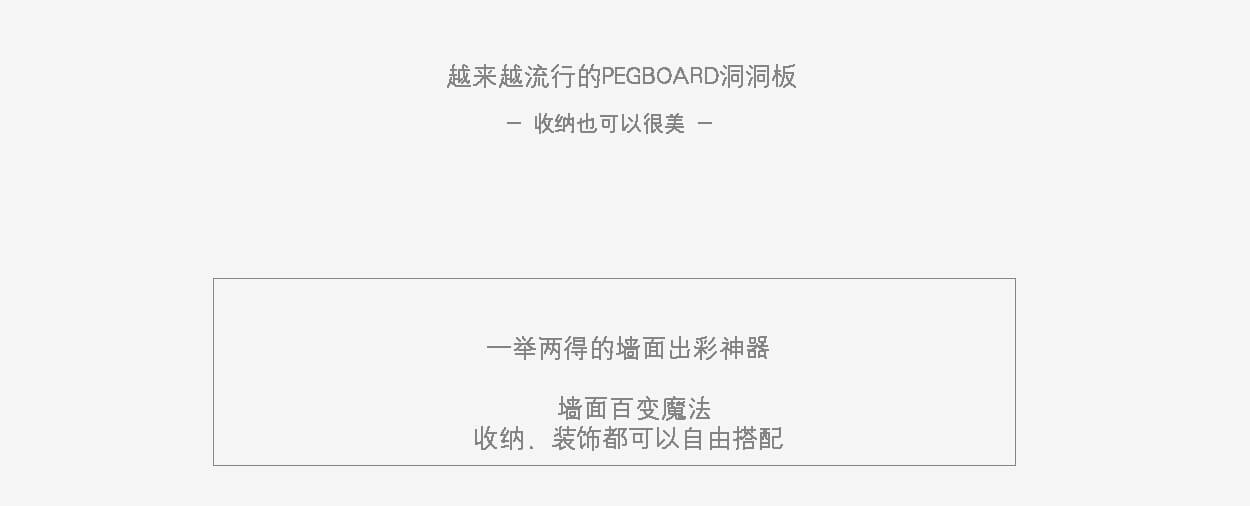 越来越流行的PEGBOARD洞洞板
— 收纳也可以很美 —
一举两得的墙面出彩神器
墙面百变魔法
收纳、装饰都可以自由搭配